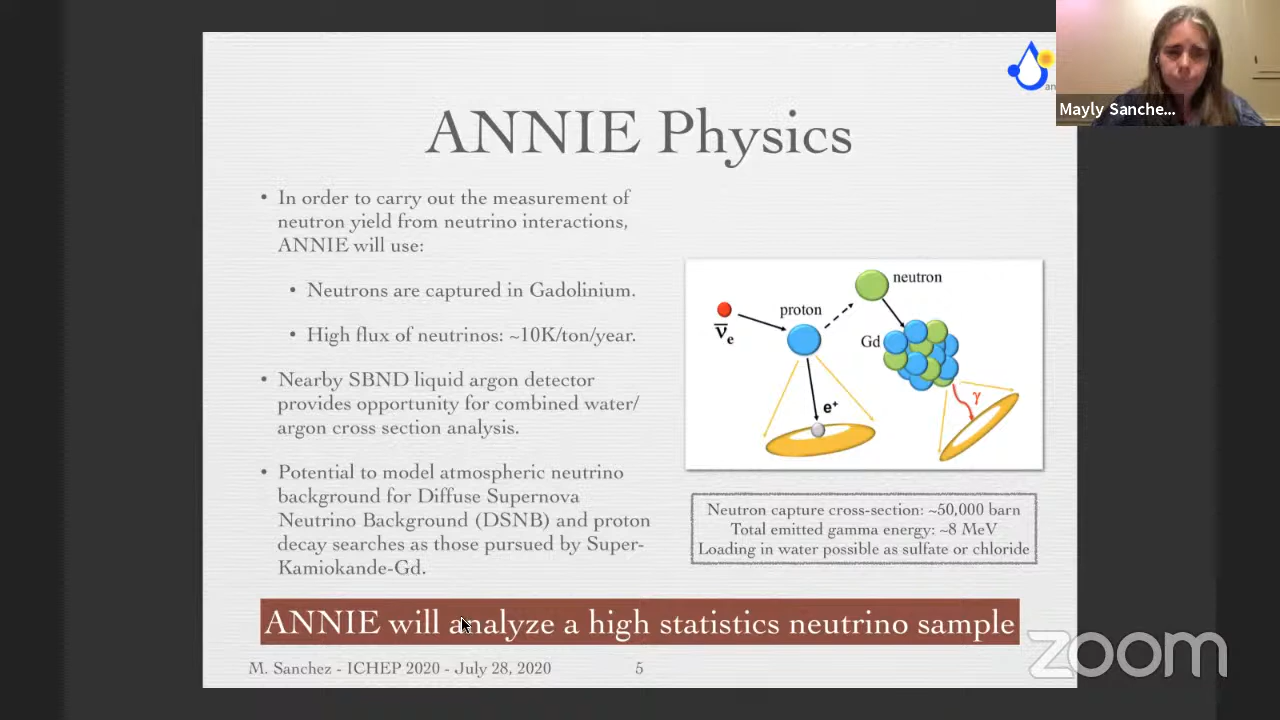 an
Mayly Sanche...
ANNIE Physics
• In order to carry out the measurement of
neutron yield from neutrino interactions,
ANNIE will use:
• Neutrons are captured in Gadolinium.
• High flux of neutrinos: ~10K/ton/year.
• Nearby SBND liquid argon detector
provides opportunity for combined water/
argon cross section analysis.
• Potential to model atmospheric neutrino
background for Diffuse Supernova
Neutrino Background (DSNB) and proton
decay searches as those pursued by Super-
Kamiokande-Gd.
neutron
proton
ν̅e
Gd
γ
e+
Neutron capture cross-section: ~50,000 barn
Total emitted gamma energy: ~8 MeV
Loading in water possible as sulfate or chloride
ANNIE will analyze a high statistics neutrino sample
M. Sanchez - ICHEP 2020 - July 28, 2020
5
zoom